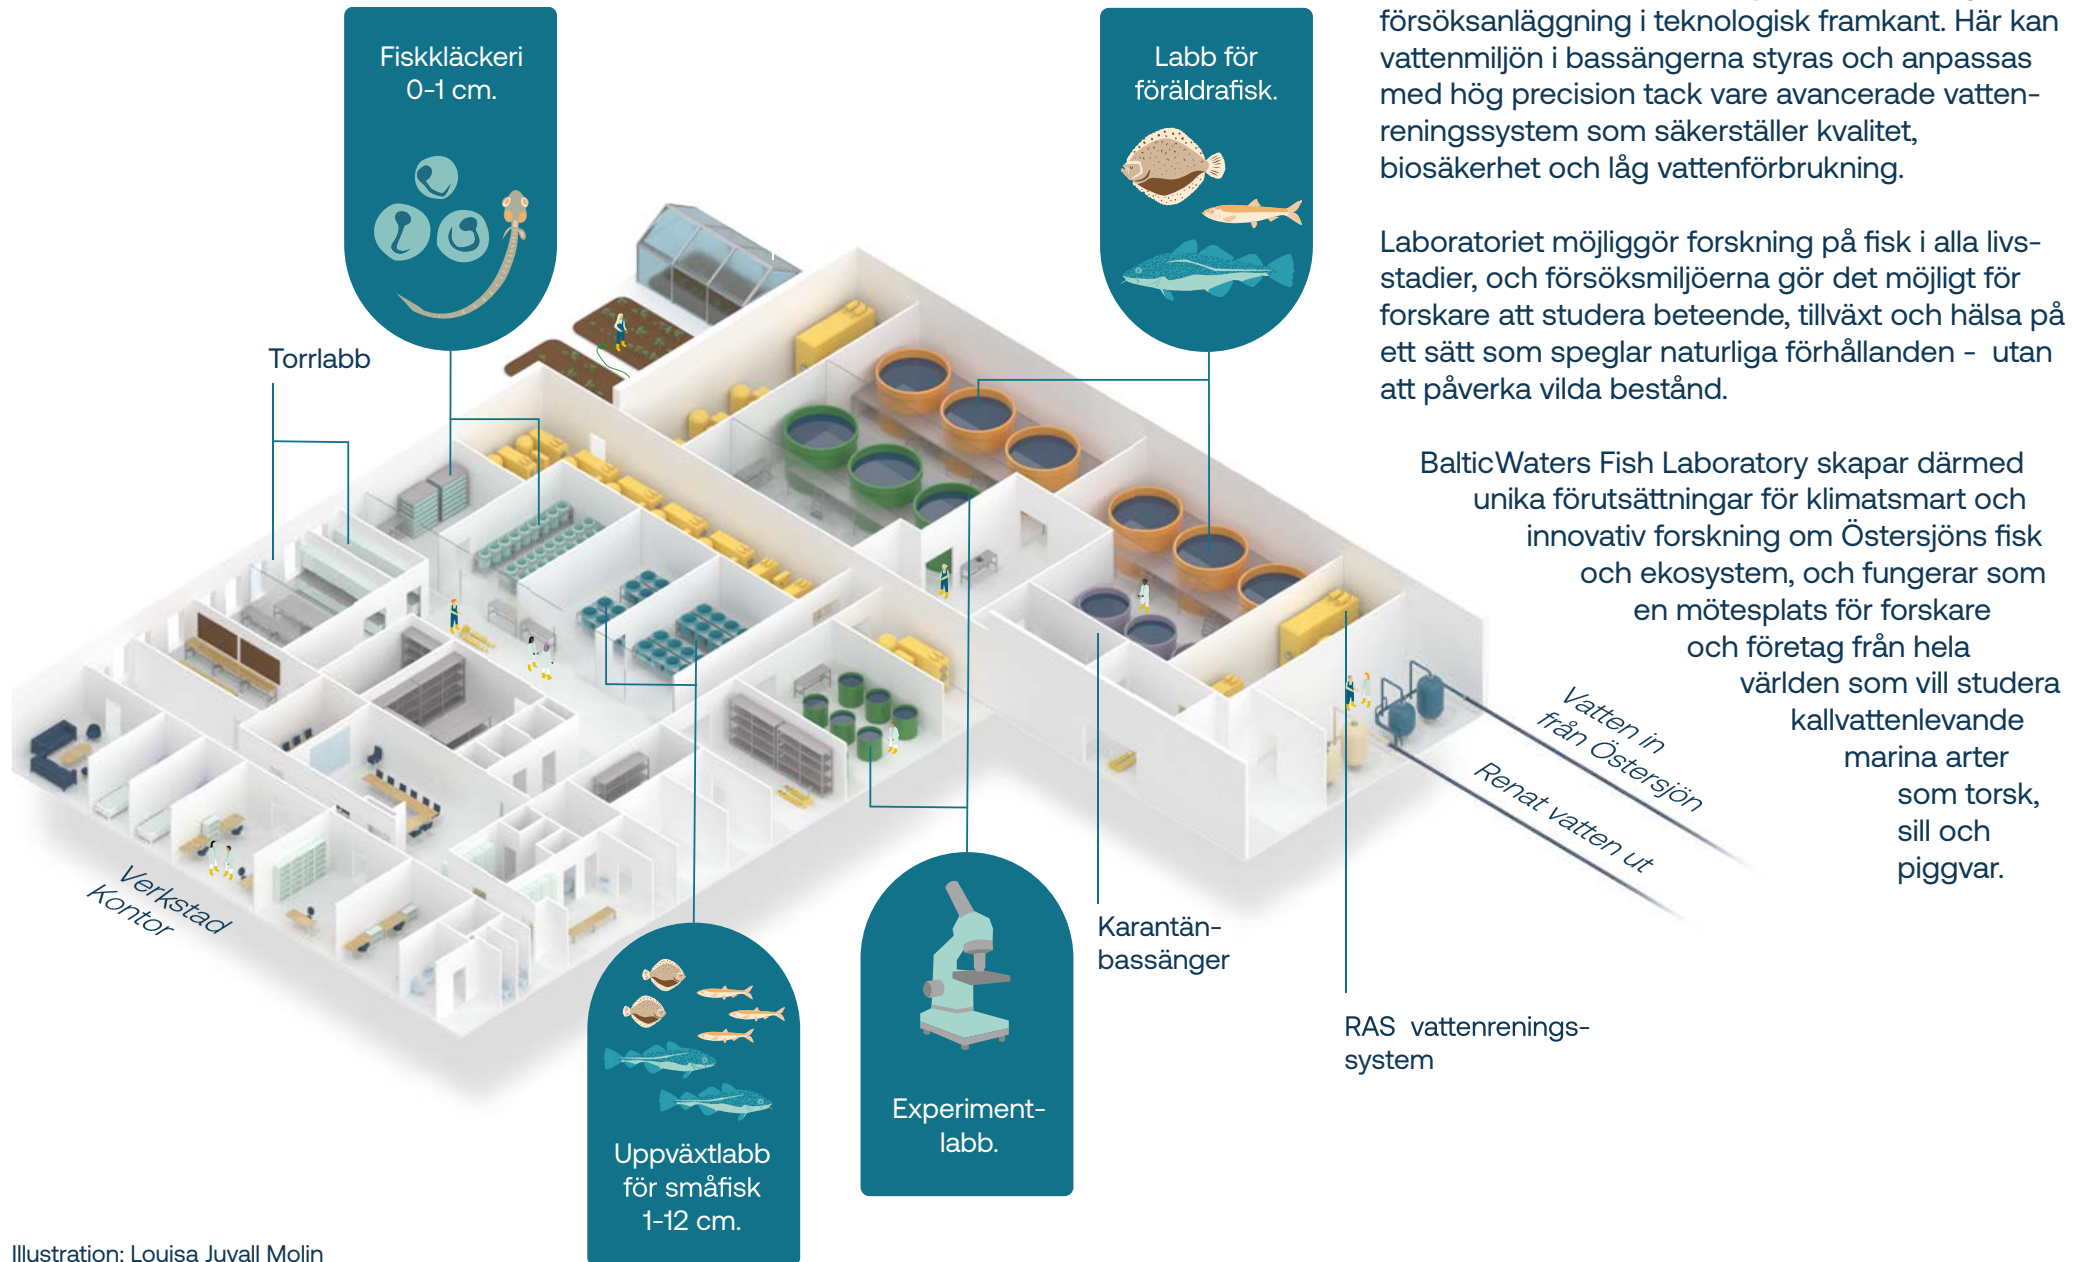 försöksanläggning i teknologisk framkant. Här kan
vattenmiljön i bassängerna styras och anpassas
med hög precision tack vare avancerade vatten-
reningssystem som säkerställer kvalitet,
biosäkerhet och låg vattenförbrukning.
Laboratoriet möjliggör forskning på fisk i alla livs-
stadier, och försöksmiljöerna gör det möjligt för
forskare att studera beteende, tillväxt och hälsa på
ett sätt som speglar naturliga förhållanden - utan
att påverka vilda bestånd.
BalticWaters Fish Laboratory skapar därmed
unika förutsättningar för klimatsmart och
innovativ forskning om Östersjöns fisk
och ekosystem, och fungerar som
en mötesplats för forskare
och företag från hela
världen som vill studera
kallvattenlevande
marina arter
som torsk,
sill och
piggvar.
Fiskkläckeri
0-1 cm.
Labb för
föräldrafisk.
Torrlabb
Vatten in
från Östersjön
Renat vatten ut
Verkstad
Kontor
Karantän-
bassänger
RAS vattenrenings-
system
Experiment-
labb.
Uppväxtlabb
för småfisk
1-12 cm.
Illustration: Louisa Juvall Molin